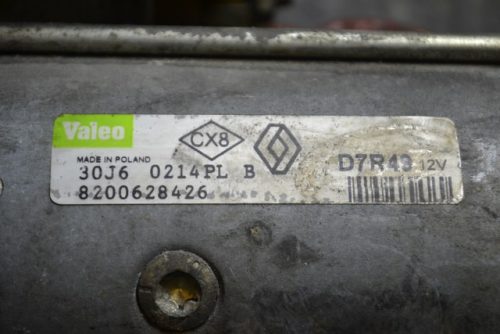 Valeo
CX8
D7R43 12V
MADE IN POLAND
30J6 0214PL B
8200628426